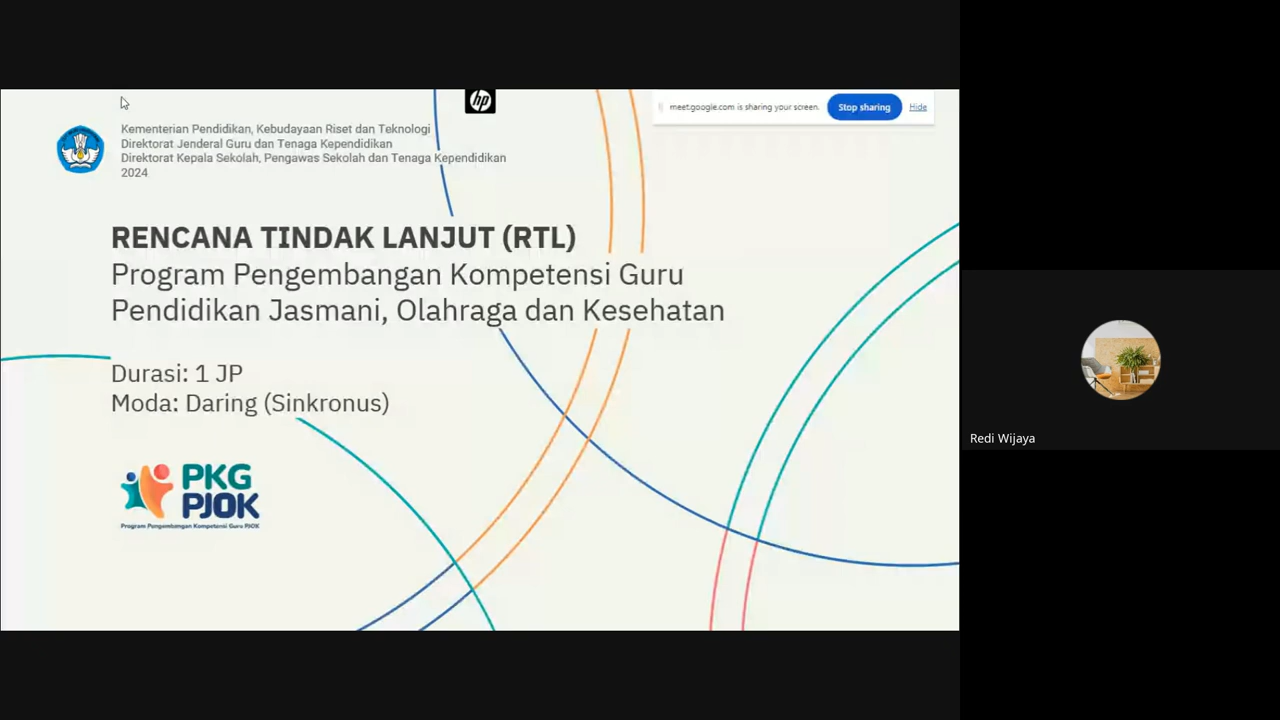 hp
meet.google.com is sharing your screen. Stop sharing Hide
Kementerian Pendidikan, Kebudayaan Riset dan Teknologi
Direktorat Jenderal Guru dan Tenaga Kependidikan
Direktorat Kepala Sekolah, Pengawas Sekolah dan Tenaga Kependidikan
2024
RENCANA TINDAK LANJUT (RTL)
Program Pengembangan Kompetensi Guru
Pendidikan Jasmani, Olahraga dan Kesehatan
Durasi: 1 JP
Moda: Daring (Sinkronus)
PKG
PJOK
Program Pengembangan Kompetensi Guru PJOK
Redi Wijaya